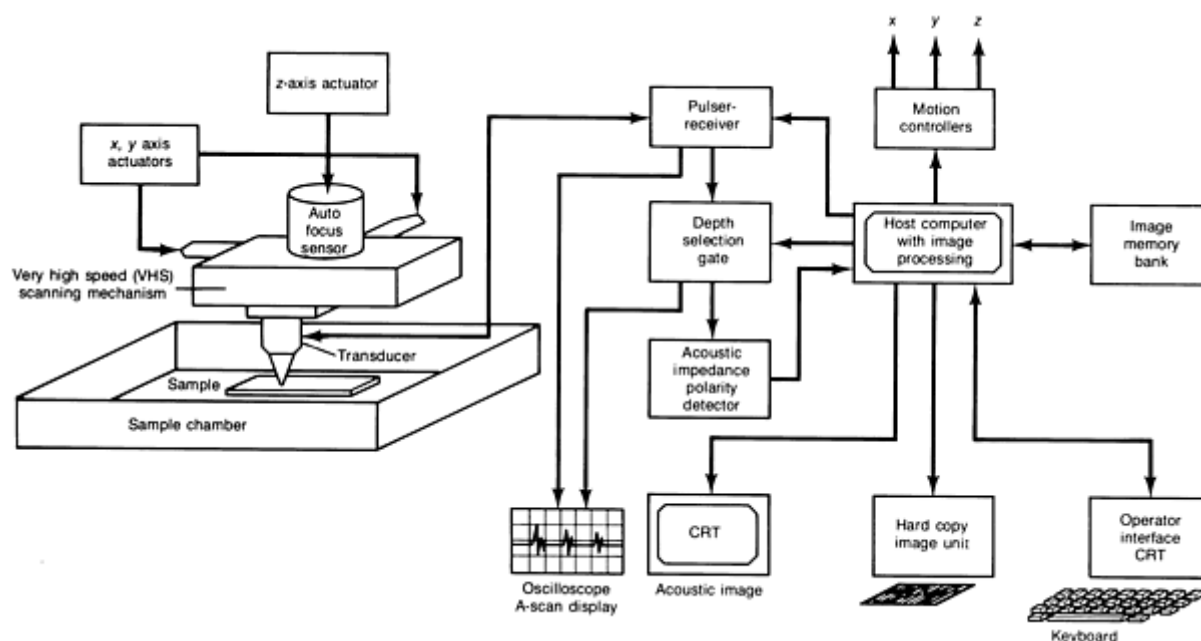 x
y
z
z-axis actuator
Pulser-
receiver
Motion
controllers
x, y axis
actuators
Auto
focus
sensor
Depth
selection
gate
Host computer
with image
processing
Image
memory
bank
Very high speed (VHS)
scanning mechanism
Transducer
Sample
Sample chamber
Acoustic
impedance
polarity
detector
CRT
Hard copy
image unit
Operator
interface
CRT
Oscilloscope
A-scan display
Acoustic image
Keyboard